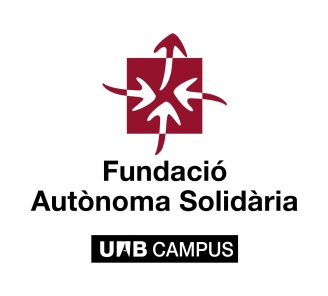 Fundació
Autònoma Solidària
UAB CAMPUS